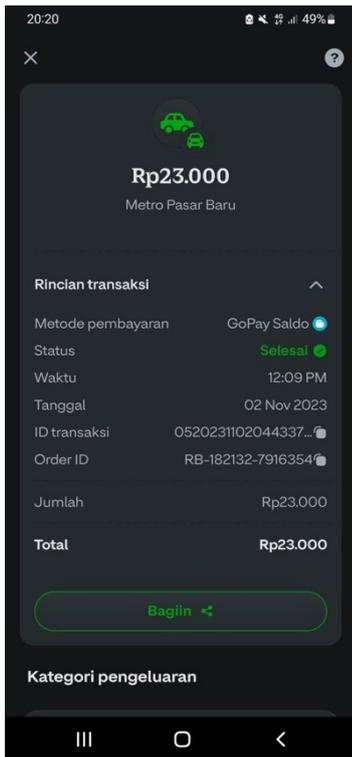 20:20
49%
Rp23.000
Metro Pasar Baru
Rincian transaksi
Metode pembayaran GoPay Saldo
Status Selesai
Waktu 12:09 PM
Tanggal 02 Nov 2023
ID transaksi 0520231102044337...
Order ID RB-182132-7916354
Jumlah Rp23.000
Total Rp23.000
Bagiin
Kategori pengeluaran